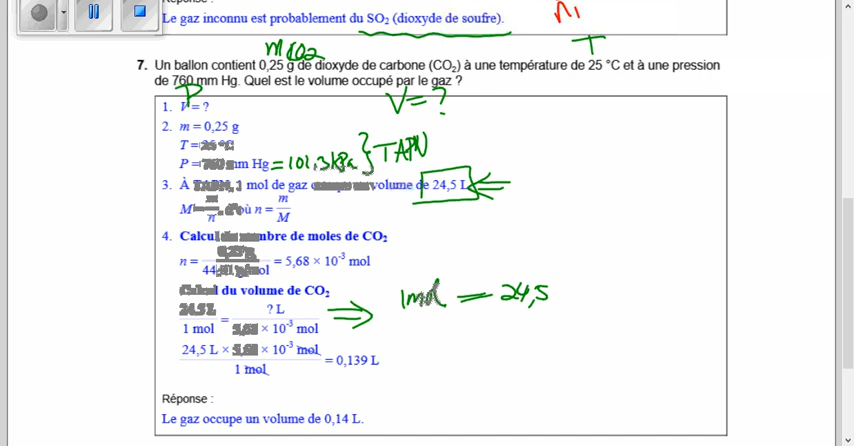 Le gaz inconnu est probablement du SO₂ (dioxyde de soufre).
T
mCO2
7. Un ballon contient 0,25 g de dioxyde de carbone (CO₂) à une température de 25 °C et à une pression
de 760 mm Hg. Quel est le volume occupé par le gaz ?
P
V = ?
1. V = ?
2. m = 0,25 g
T =
P = mm Hg = 101.3 kPa } TAPN
3. À 1 mol de gaz volume de 24,5 L
M = m/n, d'où n = m/M
4. Calcul de nombre de moles de CO₂
n = = 5,68 × 10⁻³ mol
Calcul du volume de CO₂
1 mol = 24,5
24,5 L / 1 mol = ? L / × 10⁻³ mol
24,5 L × × 10⁻³ mol / 1 mol = 0,139 L
Réponse :
Le gaz occupe un volume de 0,14 L.